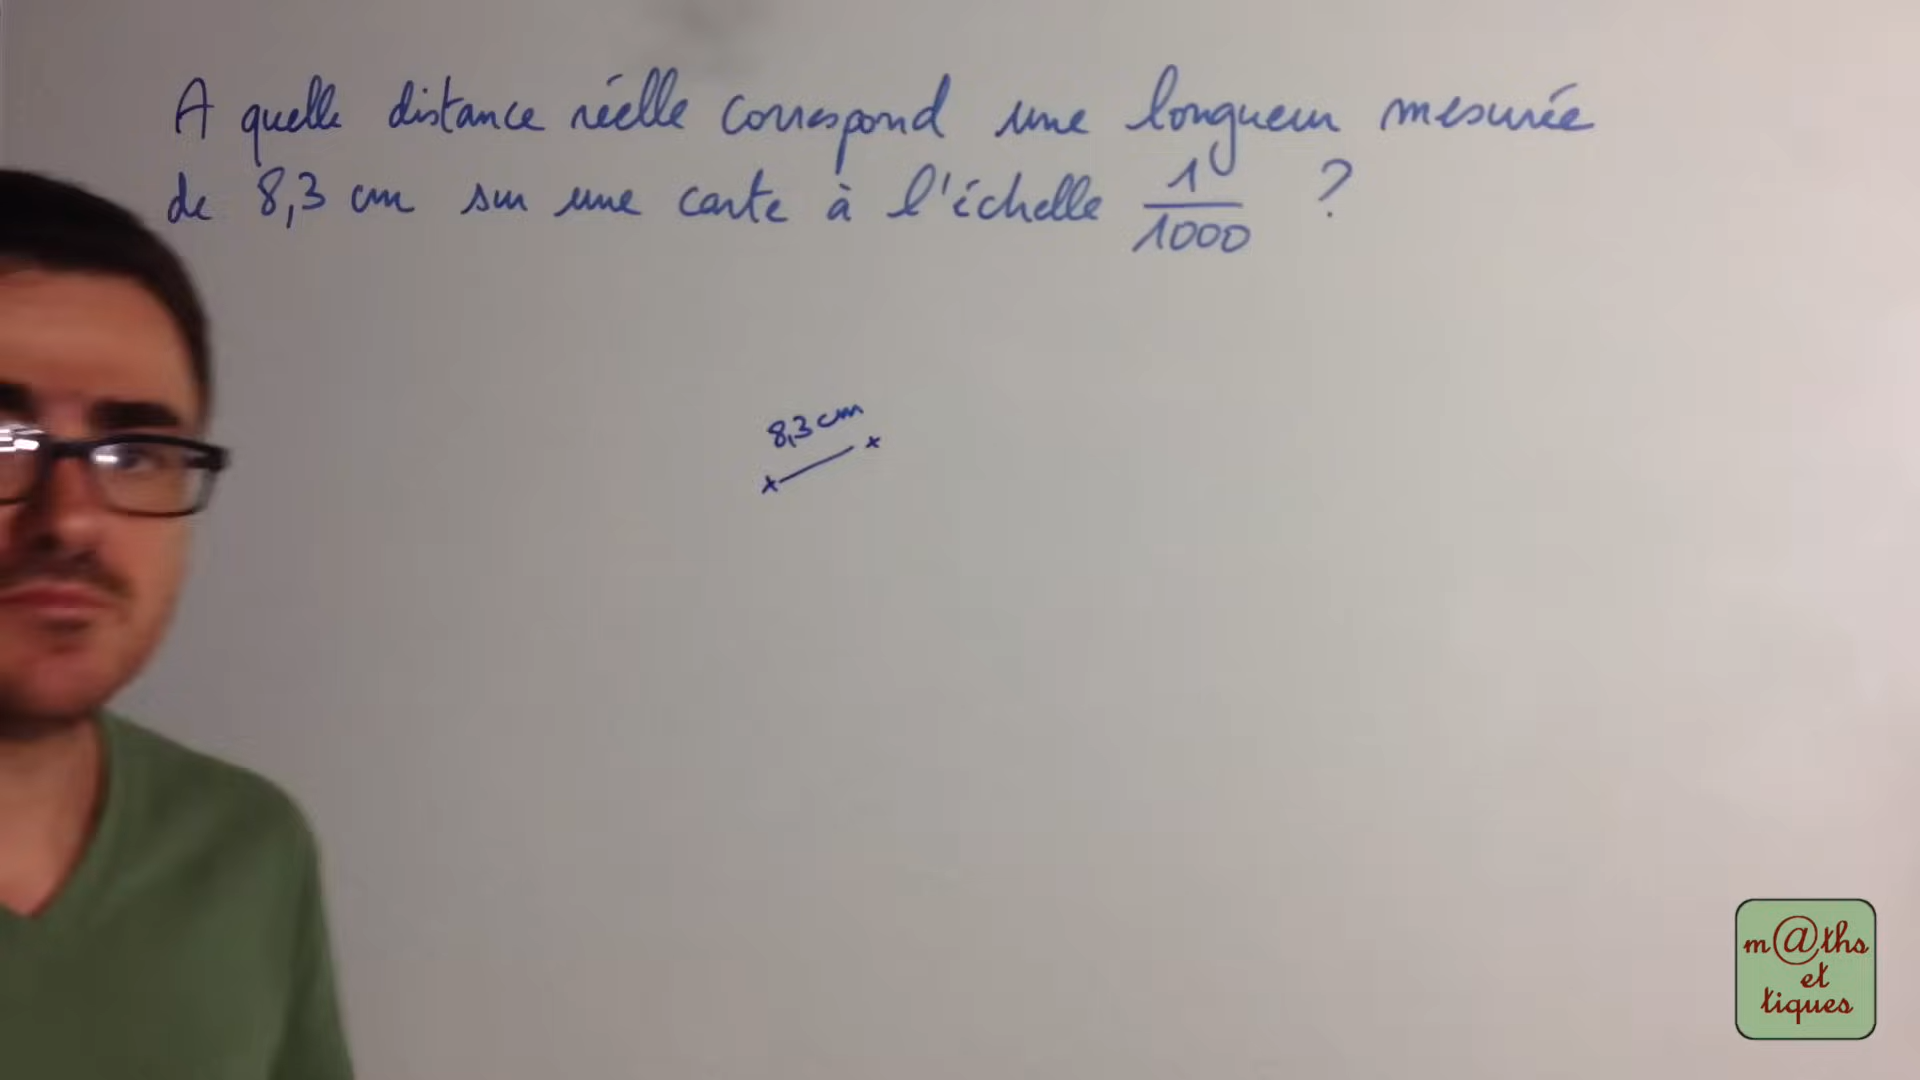 A quelle distance réelle correspond une longueur mesurée
de 8,3 cm sur une carte à l'échelle 1/1000 ?
8,3 cm
m@ths
et
tiques